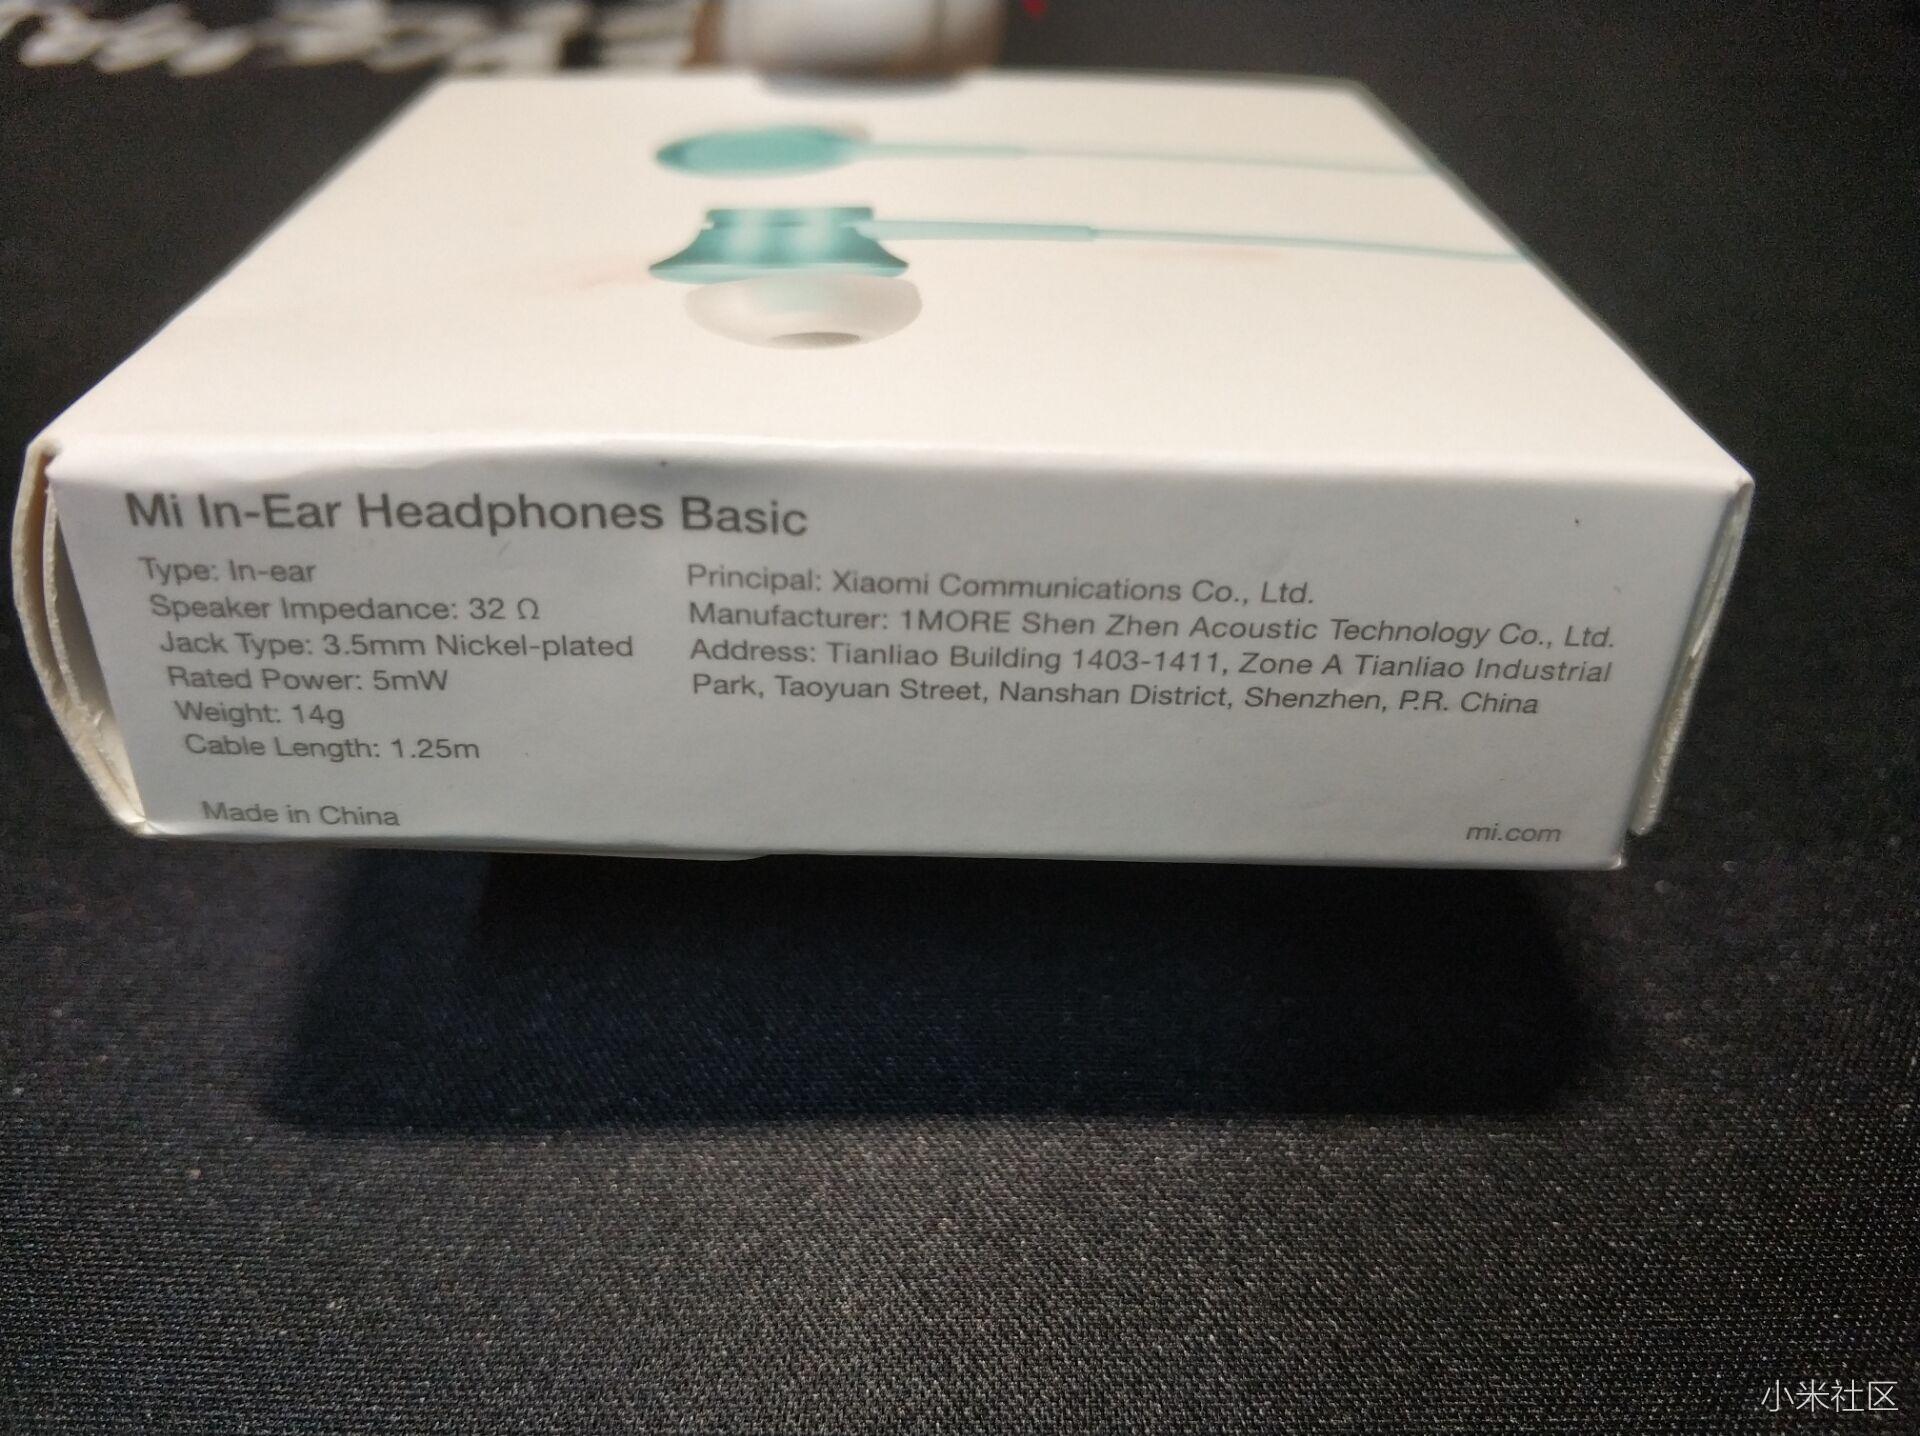 Mi In-Ear Headphones Basic
Type: In-ear
Speaker Impedance: 32 Ω
Jack Type: 3.5mm Nickel-plated
Rated Power: 5mW
Weight: 14g
Cable Length: 1.25m
Made in China
Principal: Xiaomi Communications Co., Ltd.
Manufacturer: 1MORE Shen Zhen Acoustic Technology Co., Ltd.
Address: Tianliao Building 1403-1411, Zone A Tianliao Industrial
Park, Taoyuan Street, Nanshan District, Shenzhen, P.R. China
mi.com
小米社区